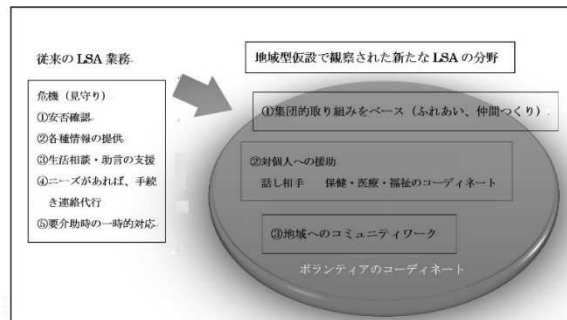 従来のLSA業務
危機（見守り）
①安否確認
②各種情報の提供
③生活相談・助言の支援
④ニーズがあれば、手続
き連絡代行
⑤要介助時の一時的対応
地域型仮設で観察された新たなLSAの分野
①集団的取り組みをベース（ふれあい、仲間つくり）
②対個人への援助
話し相手　保健・医療・福祉のコーディネート
③地域へのコミュニティワーク
ボランティアのコーディネート